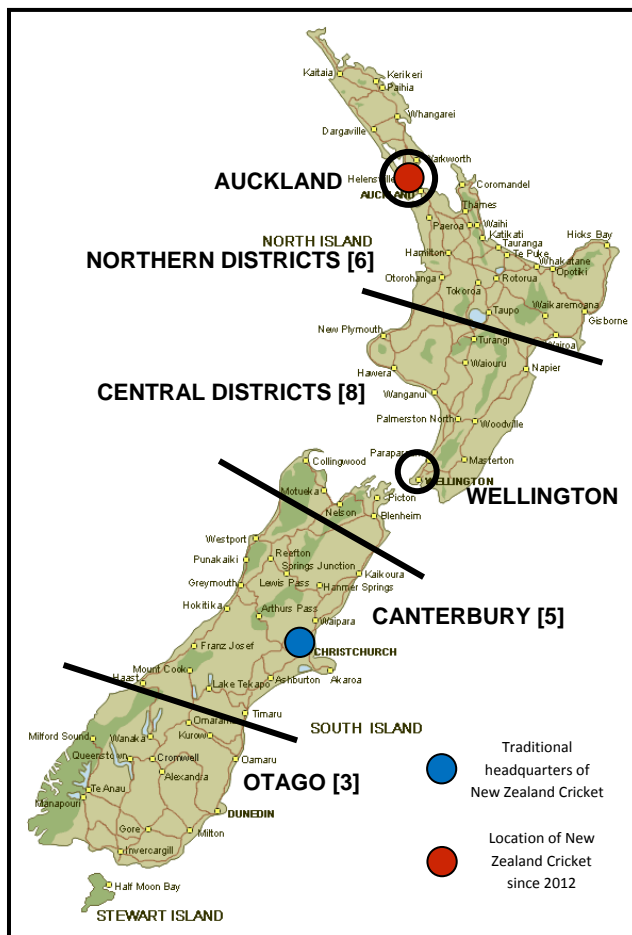 Kaitaia
Kerikeri
Paihia
Whangarei
Dargaville
Warkworth
AUCKLAND
Helensville
AUCKLAND
Coromandel
Thames
Paeroa
Waihi
Katikati
Hicks Bay
NORTH ISLAND
Tauranga
Te Puke
Hamilton
Whakatane
NORTHERN DISTRICTS [6]
Opotiki
Otorohanga
Rotorua
Tokoroa
Waikaremoana
Taupo
Gisborne
New Plymouth
Turangi
Wairoa
Waiouru
Hawera
Napier
CENTRAL DISTRICTS [8]
Wanganui
Palmerston North
Woodville
Collingwood
Masterton
WELLINGTON
Motueka
WELLINGTON
Picton
Nelson
Blenheim
Westport
Punakaiki
Reefton
Springs Junction
Kaikoura
Greymouth
Lewis Pass
Hanmer Springs
Hokitika
Arthurs Pass
CANTERBURY [5]
Waipara
Franz Josef
CHRISTCHURCH
Mount Cook
Haast
Lake Tekapo
Ashburton
Akaroa
Timaru
SOUTH ISLAND
Milford Sound
Wanaka
Kurow
Queenstown
Cromwell
Oamaru
Alexandra
OTAGO [3]
Te Anau
Manapouri
DUNEDIN
Gore
Milton
Invercargill
Half Moon Bay
STEWART ISLAND
Traditional
headquarters of
New Zealand Cricket
Location of New
Zealand Cricket
since 2012